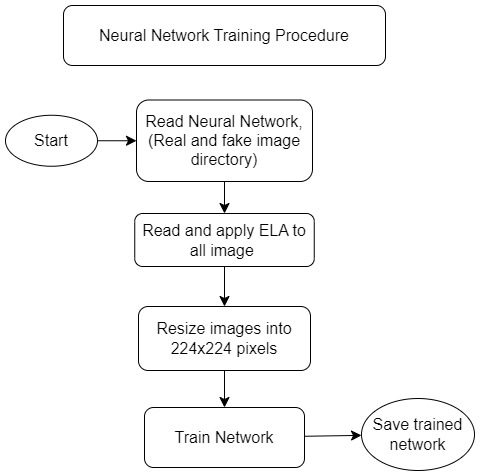 Neural Network Training Procedure
Start
Read Neural Network,
(Real and fake image
directory)
Read and apply ELA to
all image
Resize images into
224x224 pixels
Train Network
Save trained
network